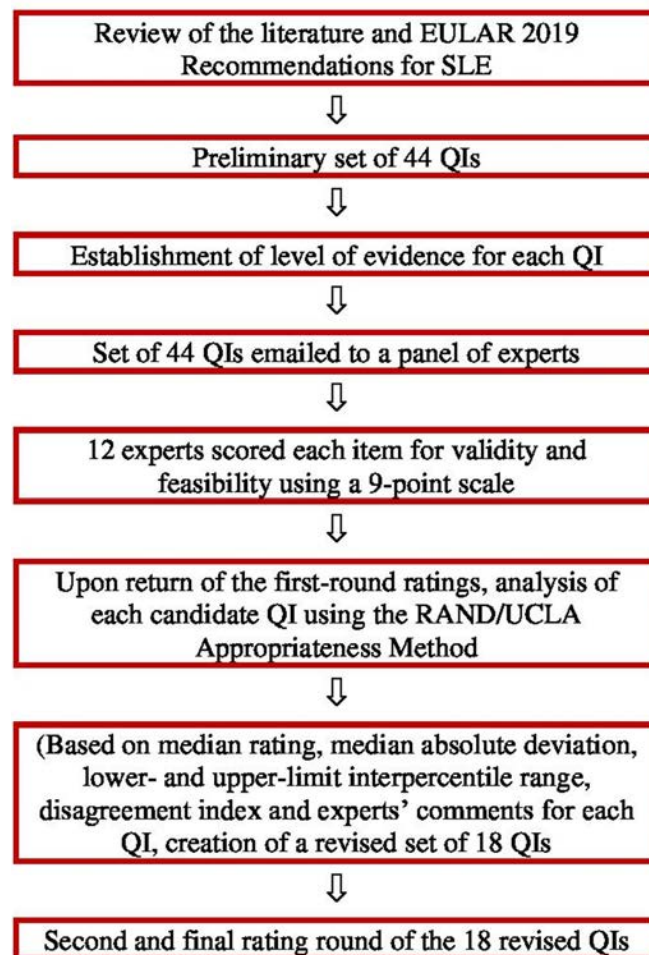 Review of the literature and EULAR 2019
Recommendations for SLE
⇩
Preliminary set of 44 QIs
⇩
Establishment of level of evidence for each QI
⇩
Set of 44 QIs emailed to a panel of experts
⇩
12 experts scored each item for validity and
feasibility using a 9-point scale
⇩
Upon return of the first-round ratings, analysis of
each candidate QI using the RAND/UCLA
Appropriateness Method
⇩
(Based on median rating, median absolute deviation,
lower- and upper-limit interpercentile range,
disagreement index and experts’ comments for each
QI, creation of a revised set of 18 QIs
⇩
Second and final rating round of the 18 revised QIs